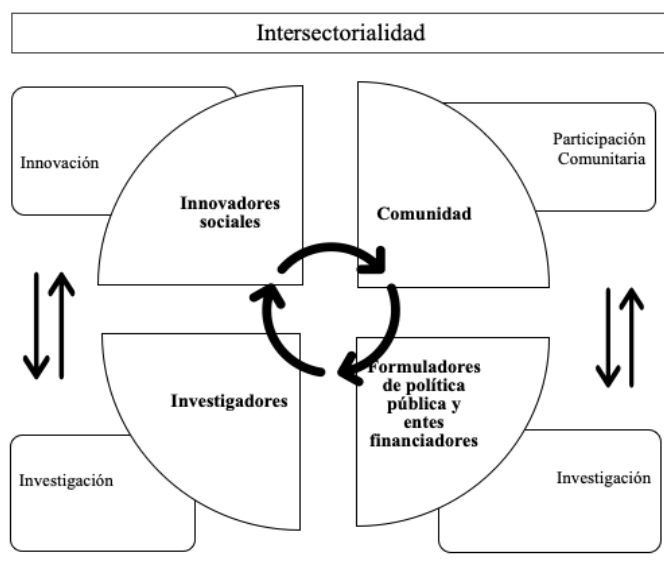 Intersectorialidad
Innovación
Innovadores
sociales
Comunidad
Participación
Comunitaria
Investigadores
Formuladores
de política
pública y
entes
financiadores
Investigación
Investigación